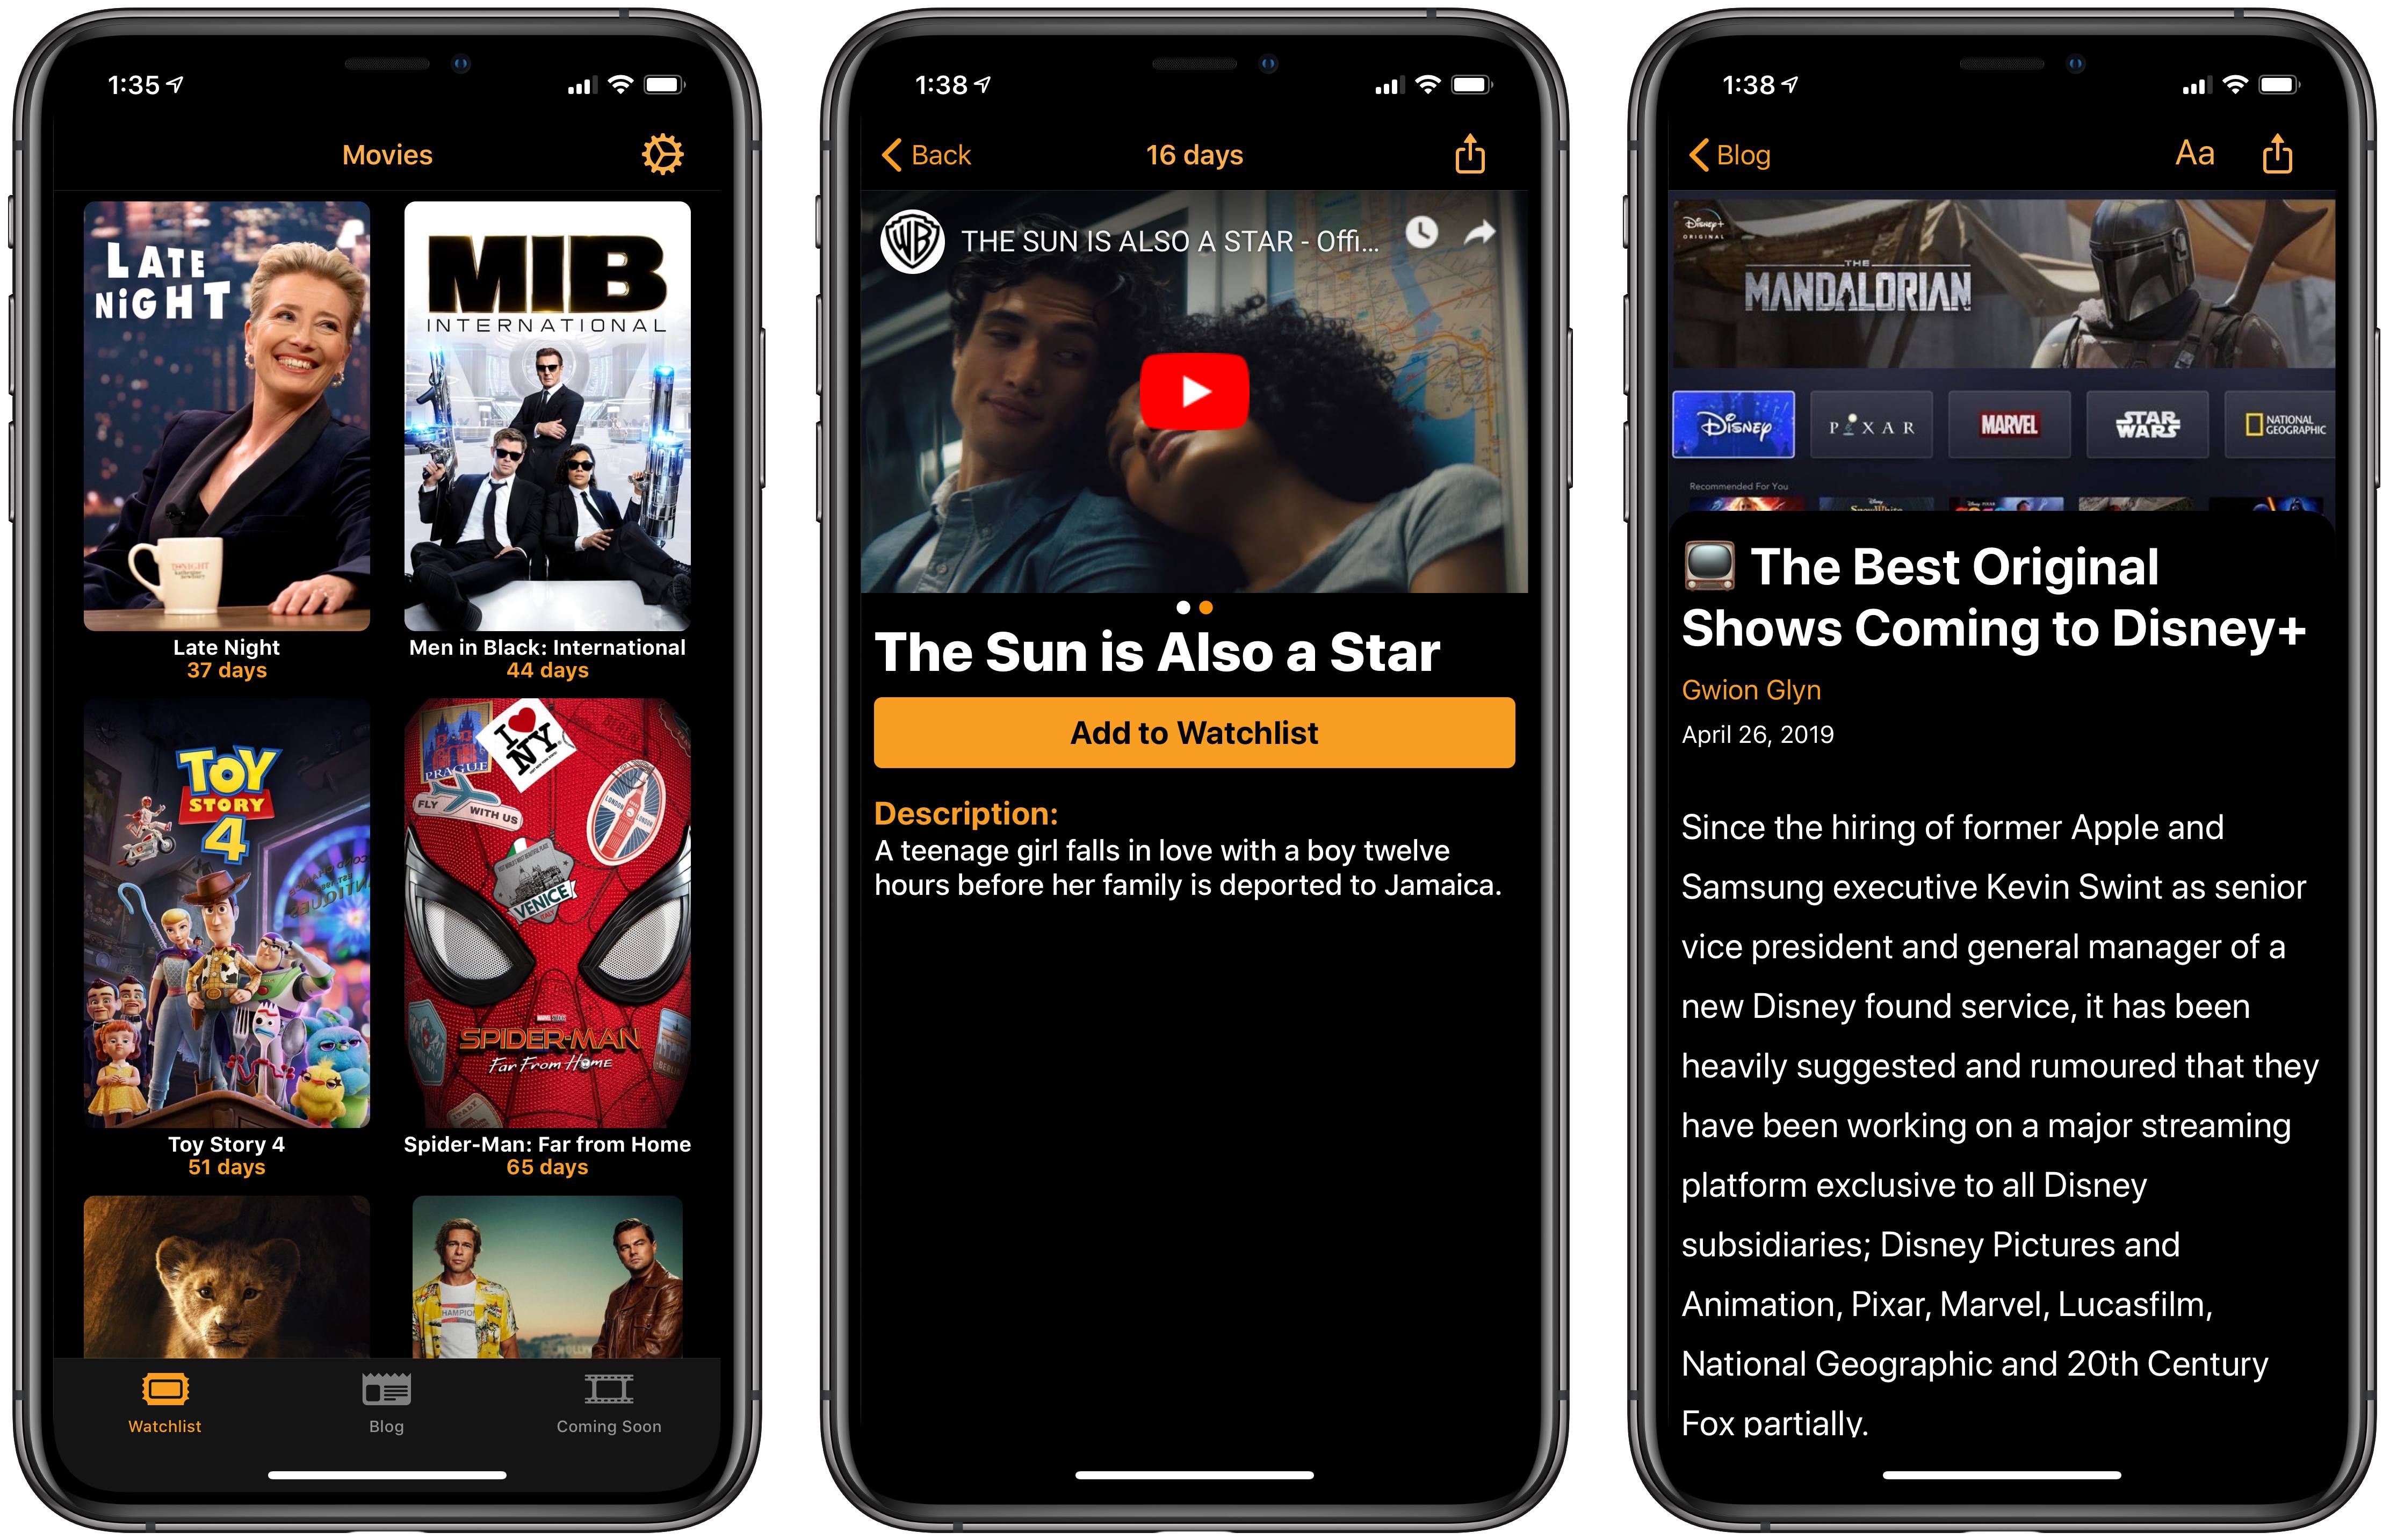 1:35
Movies
LATE
NiGHT
MIB
INTERNATIONAL
TONIGHT
Late Night
37 days
Men in Black: International
44 days
TOY
STORY
4
I ❤ NY
PRAGUE
FLY WITH US
LONDON
LONDON
VENICE
ITALY
BERLIN
SPIDER-MAN
Far From Home
Toy Story 4
51 days
Spider-Man: Far from Home
65 days
CHAMPION
Watchlist
Blog
Coming Soon
1:38
Back
16 days
WB
THE SUN IS ALSO A STAR - Offi...
The Sun is Also a Star
Add to Watchlist
Description:
A teenage girl falls in love with a boy twelve
hours before her family is deported to Jamaica.
1:38
Blog
Aa
Disney+
ORIGINAL
THE
MANDALORIAN
DISNEY
PIXAR
MARVEL
STAR
WARS
NATIONAL
GEOGRAPHIC
Recommended For You
📺 The Best Original
Shows Coming to Disney+
Gwion Glyn
April 26, 2019
Since the hiring of former Apple and
Samsung executive Kevin Swint as senior
vice president and general manager of a
new Disney found service, it has been
heavily suggested and rumoured that they
have been working on a major streaming
platform exclusive to all Disney
subsidiaries; Disney Pictures and
Animation, Pixar, Marvel, Lucasfilm,
National Geographic and 20th Century
Fox partially.